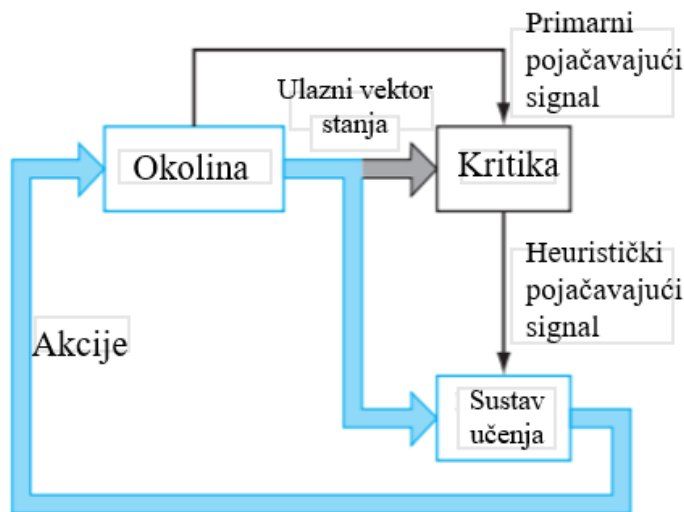 Primarni
pojačavajući
signal
Ulazni vektor
stanja
Okolina
Kritika
Heuristički
pojačavajući
signal
Akcije
Sustav
učenja